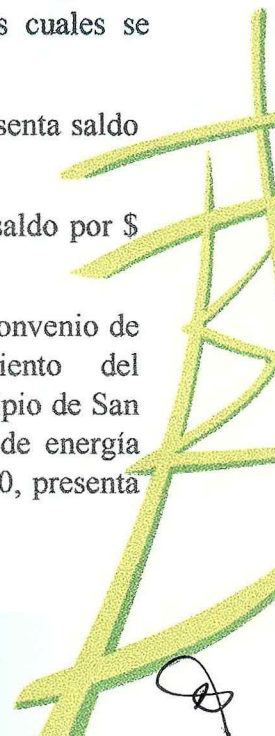 s cuales se
senta saldo
saldo por $
onvenio de
iento del
pio de San
de energía
0, presenta